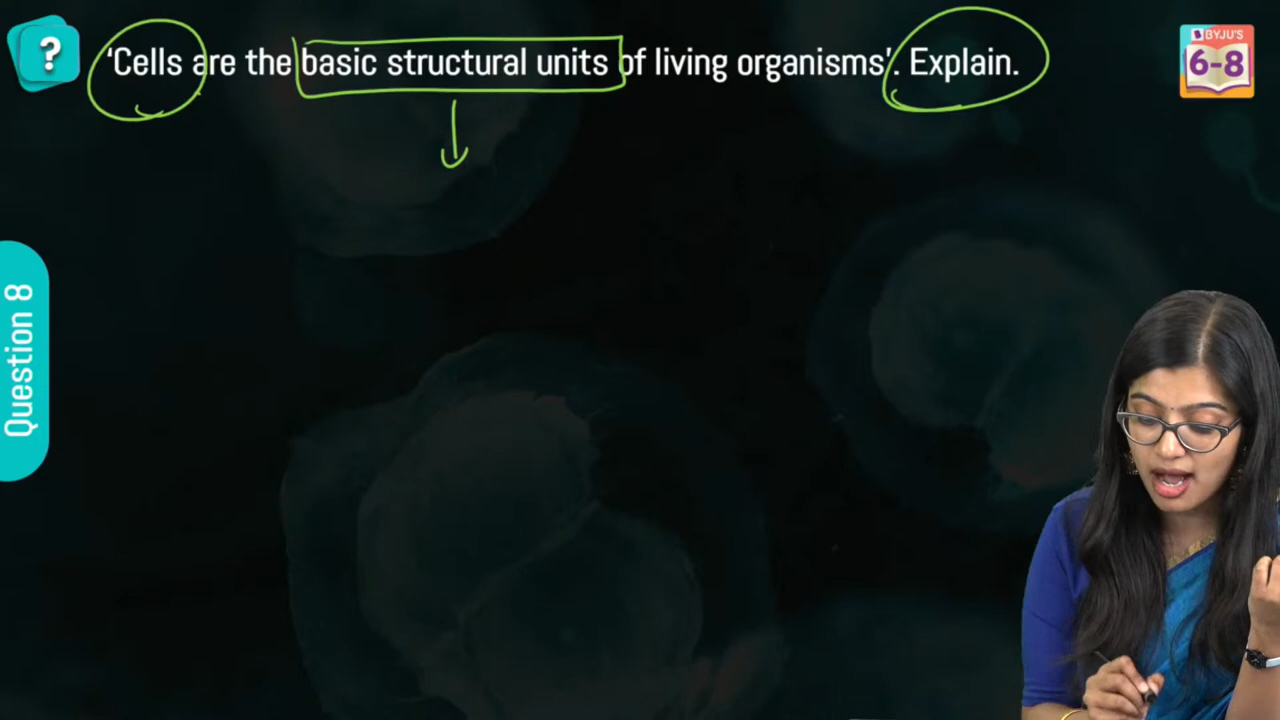 ?
'Cells are the basic structural units of living organisms'. Explain.
BYJU'S
6-8
Question 8